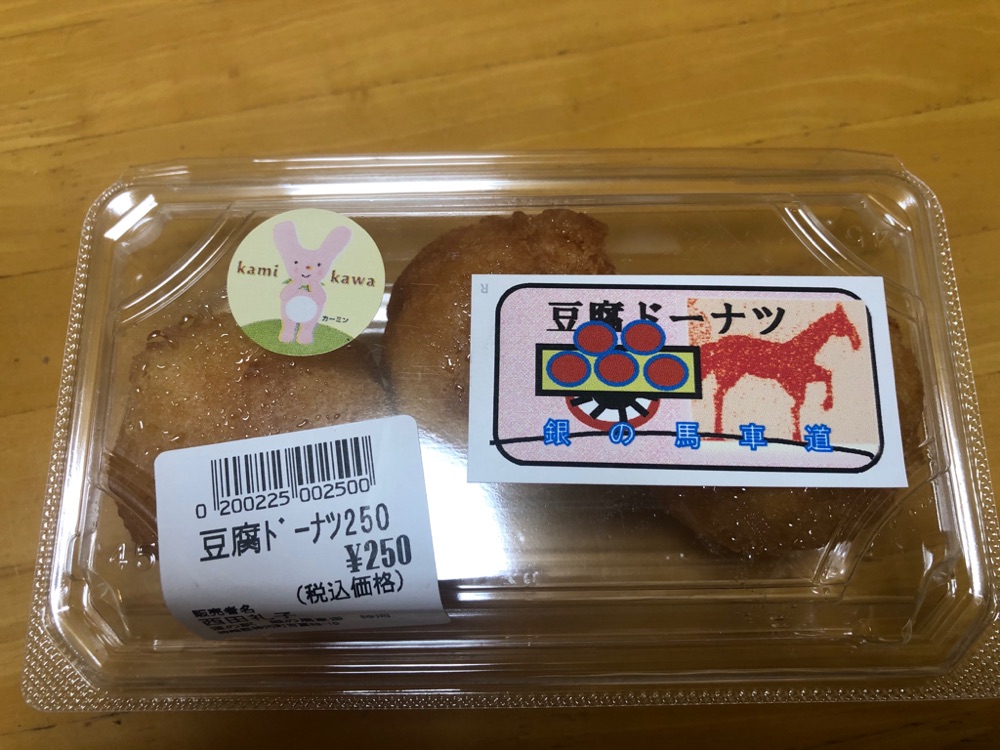 kami kawa
カーミン
豆腐ドーナツ
銀の馬車道
0 200225 002500
豆腐ドーナツ250
¥250
(税込価格)
販売者名